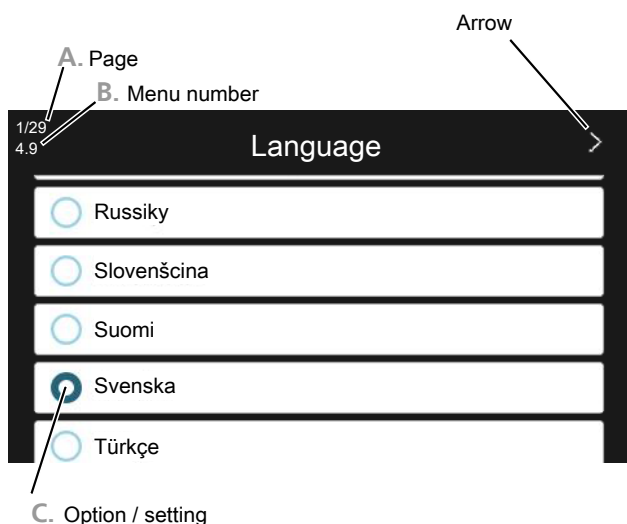 Arrow
A. Page
B. Menu number
1/29
4.9
Language
Russiky
Slovenšcina
Suomi
Svenska
Türkçe
C. Option / setting